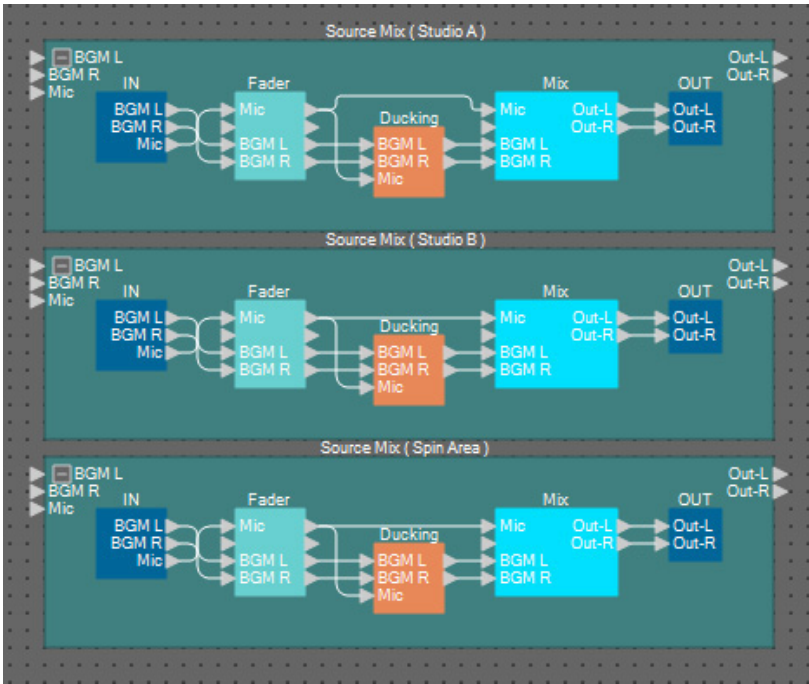 Source Mix ( Studio A )
BGM L
BGM R
Mic
Out-L
Out-R
IN
BGM L
BGM R
Mic
Fader
Mic
BGM L
BGM R
Ducking
BGM L
BGM R
Mic
Mix
Mic
BGM L
BGM R
Out-L
Out-R
OUT
Out-L
Out-R
Source Mix ( Studio B )
BGM L
BGM R
Mic
Out-L
Out-R
IN
BGM L
BGM R
Mic
Fader
Mic
BGM L
BGM R
Ducking
BGM L
BGM R
Mic
Mix
Mic
BGM L
BGM R
Out-L
Out-R
OUT
Out-L
Out-R
Source Mix ( Spin Area )
BGM L
BGM R
Mic
Out-L
Out-R
IN
BGM L
BGM R
Mic
Fader
Mic
BGM L
BGM R
Ducking
BGM L
BGM R
Mic
Mix
Mic
BGM L
BGM R
Out-L
Out-R
OUT
Out-L
Out-R